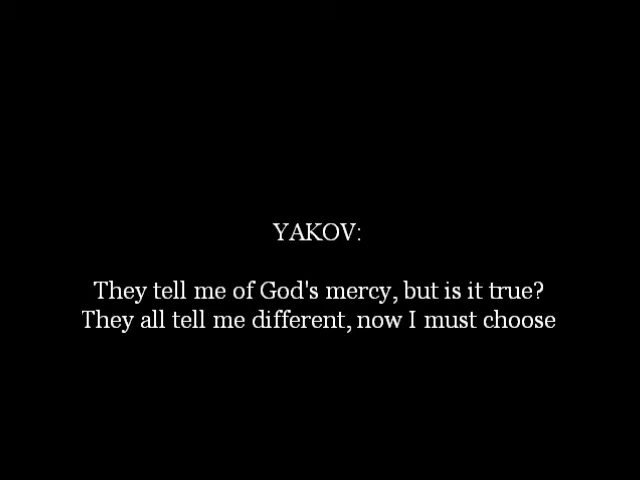 YAKOV:
They tell me of God's mercy, but is it true?
They all tell me different, now I must choose